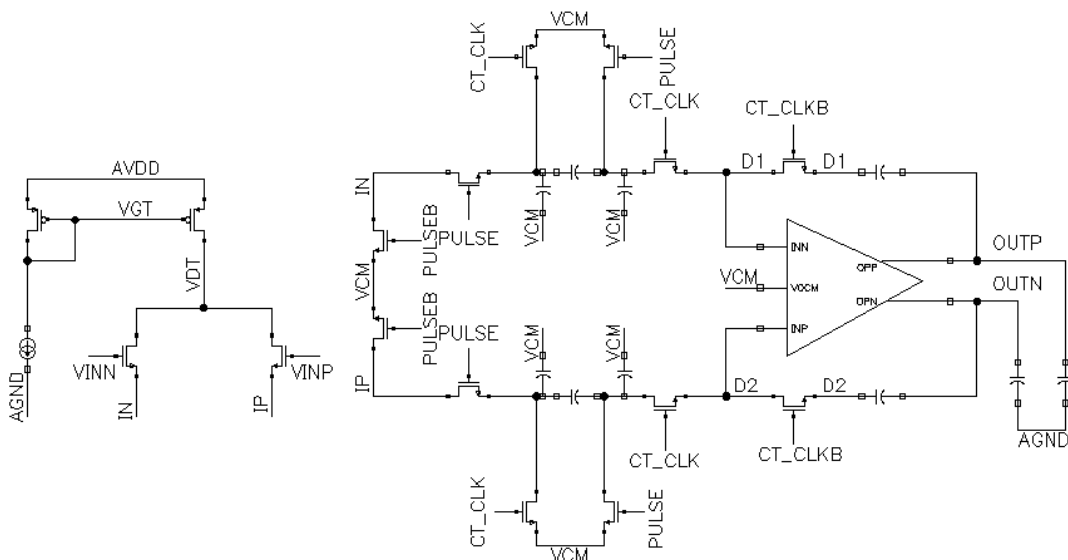 VCM
CT_CLK
PULSE
CT_CLK
CT_CLKB
D1
D1
AVDD
IN
VCM
VCM
PULSE
VGT
PULSEB
INN
OPP
OUTP
VDT
VCM
VCM
VOCM
OUTN
OPN
PULSEB
PULSE
VCM
VCM
INP
VINN
VINP
AGND
IN
IP
IP
D2
D2
AGND
CT_CLK
CT_CLKB
CT_CLK
PULSE
VCM